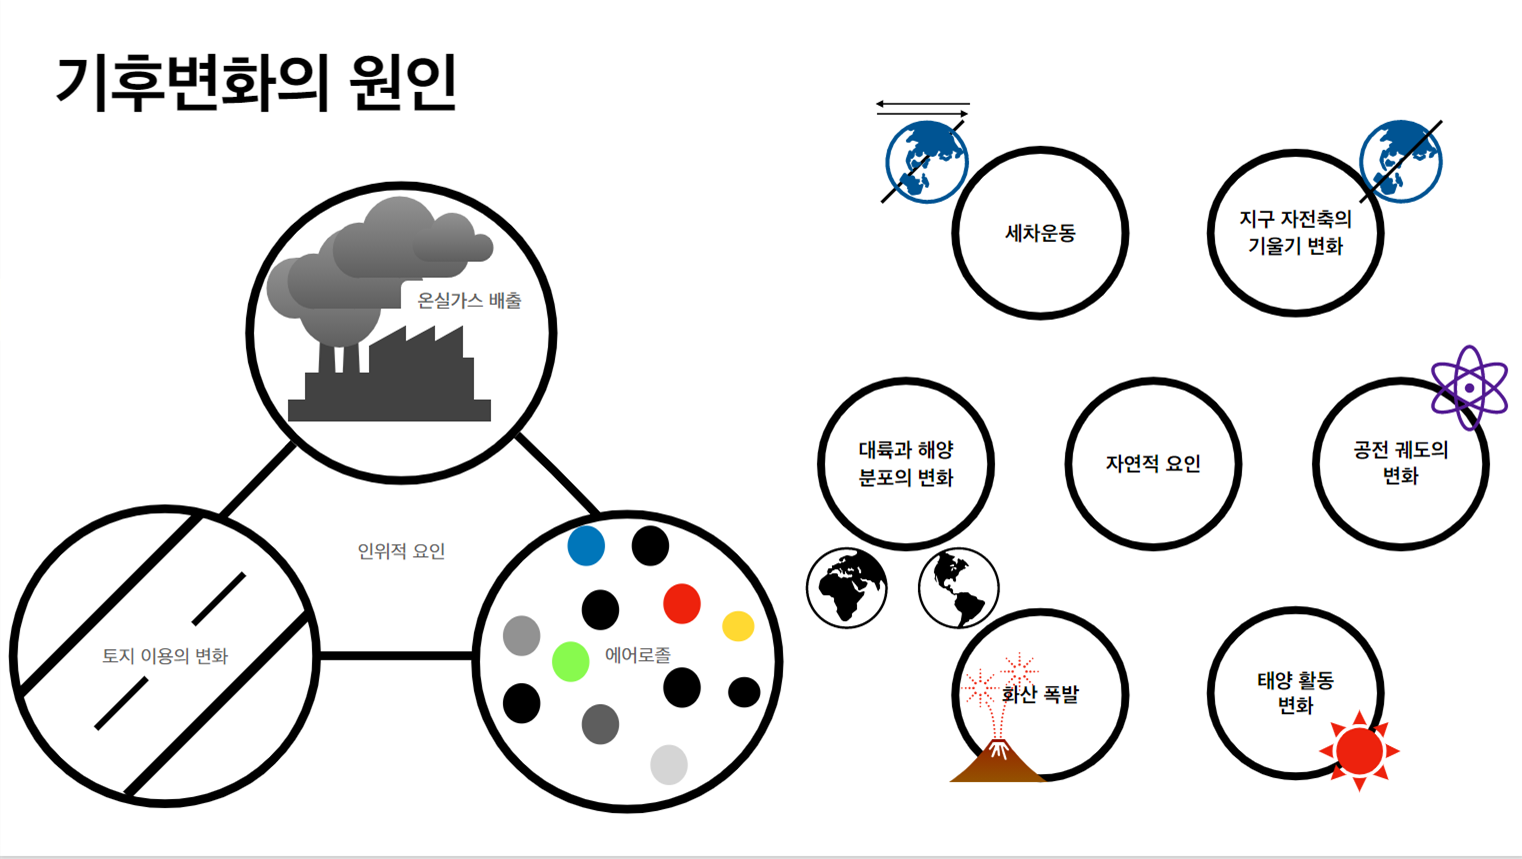 기후변화의 원인
온실가스 배출
인위적 요인
토지 이용의 변화
에어로졸
세차운동
지구 자전축의
기울기 변화
대륙과 해양
분포의 변화
자연적 요인
공전 궤도의
변화
화산 폭발
태양 활동
변화